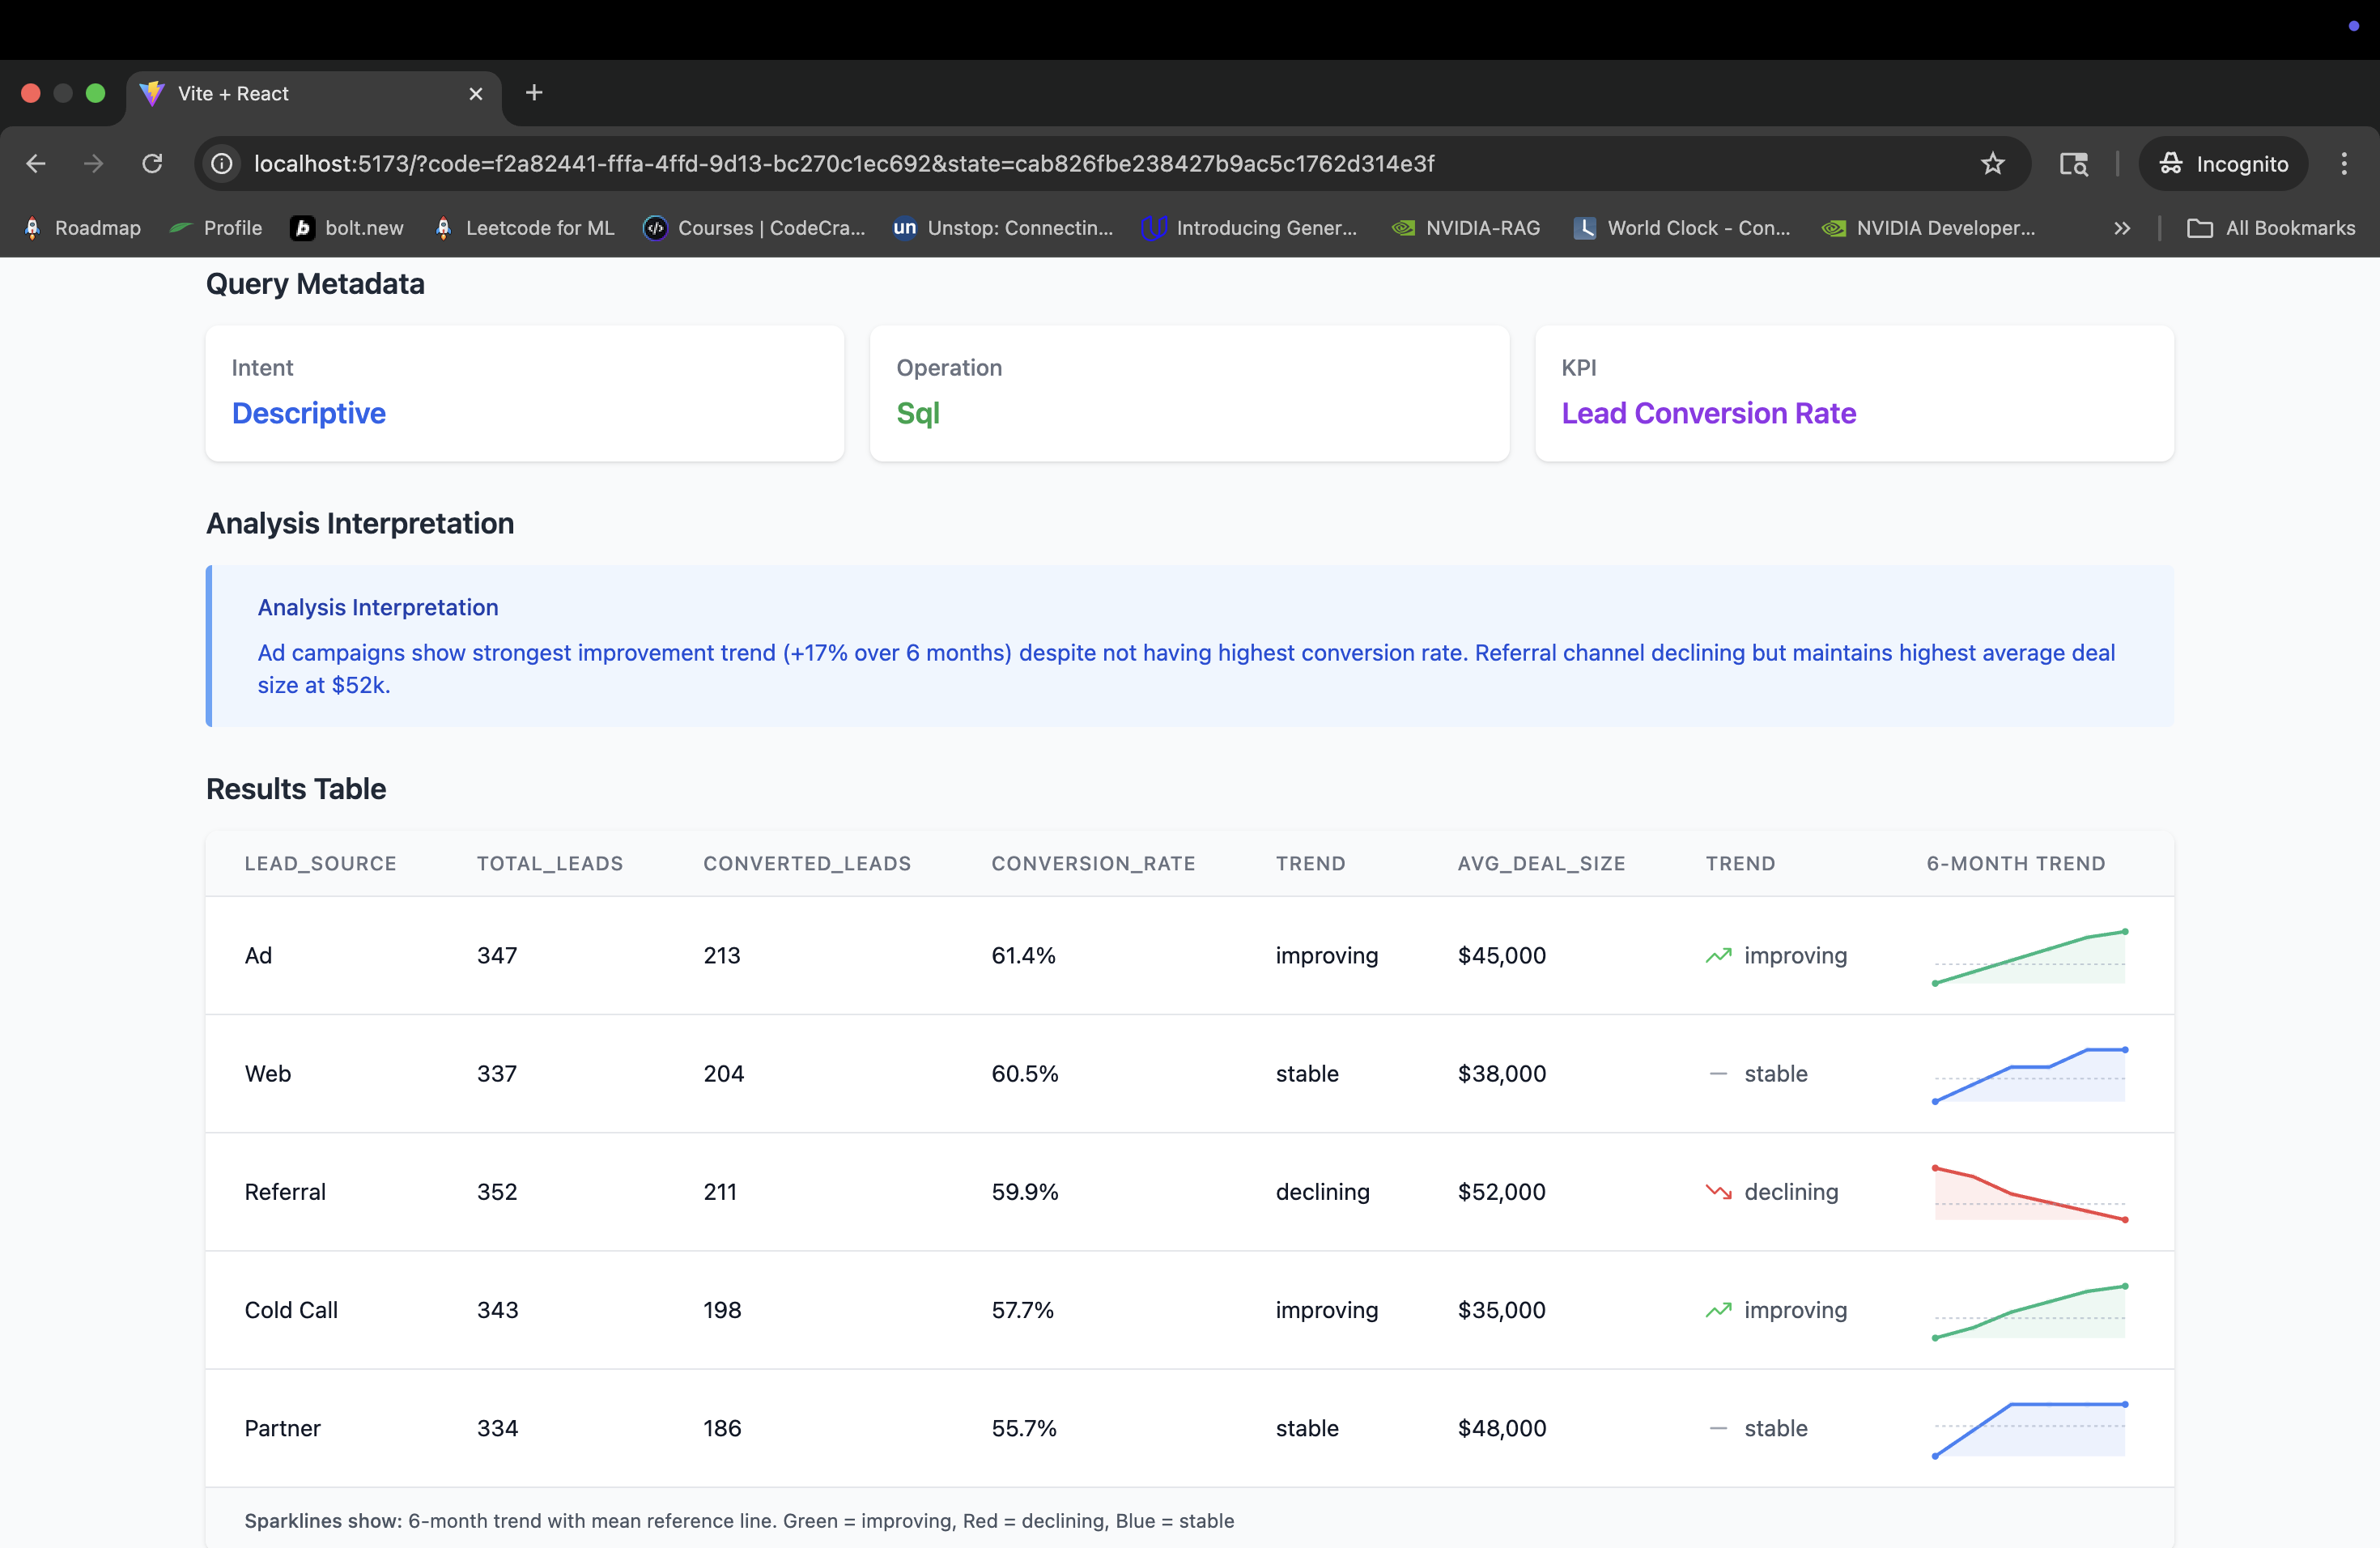 Vite + React
localhost:5173/?code=f2a82441-fffa-4ffd-9d13-bc270c1ec692&state=cab826fbe238427b9ac5c1762d314e3f
Incognito
Roadmap Profile bolt.new Leetcode for ML Courses | CodeCra... Unstop: Connectin... Introducing Gener... NVIDIA-RAG World Clock - Con... NVIDIA Developer... » All Bookmarks
Query Metadata
Intent Operation KPI
Descriptive Sql Lead Conversion Rate
Analysis Interpretation
Analysis Interpretation
Ad campaigns show strongest improvement trend (+17% over 6 months) despite not having highest conversion rate. Referral channel declining but maintains highest average deal
size at $52k.
Results Table
LEAD_SOURCE TOTAL_LEADS CONVERTED_LEADS CONVERSION_RATE TREND AVG_DEAL_SIZE TREND 6-MONTH TREND
Ad 347 213 61.4% improving $45,000 improving
Web 337 204 60.5% stable $38,000 stable
Referral 352 211 59.9% declining $52,000 declining
Cold Call 343 198 57.7% improving $35,000 improving
Partner 334 186 55.7% stable $48,000 stable
Sparklines show: 6-month trend with mean reference line. Green = improving, Red = declining, Blue = stable